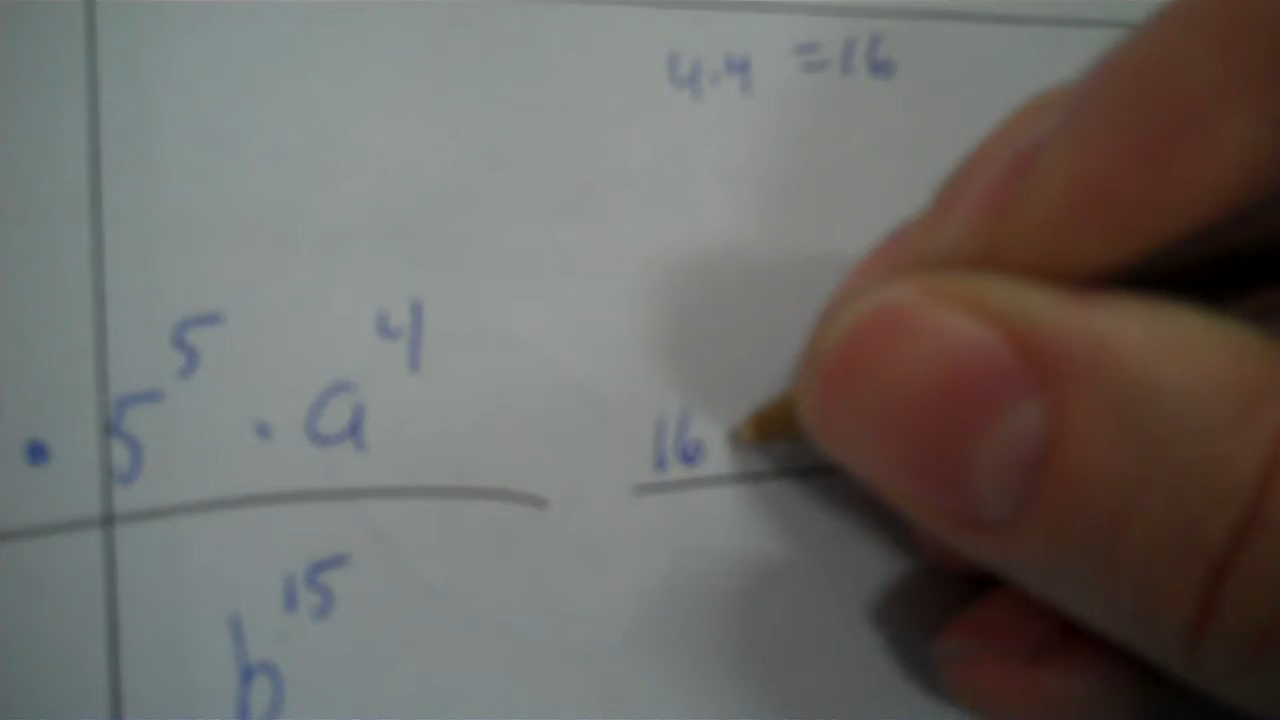 4.4 =16
• 5⁵ · a⁴
16
b¹⁵